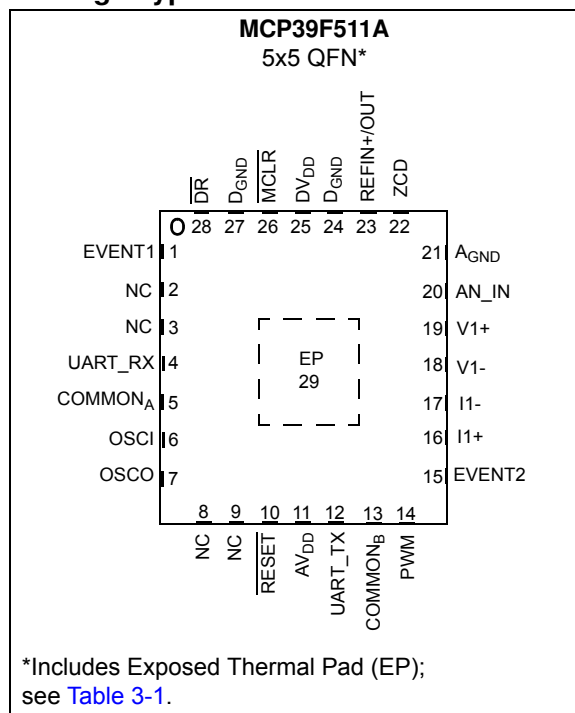 MCP39F511A
5x5 QFN*
DR
DGND
MCLR
DVDD
DGND
REFIN+/OUT
ZCD
28 27 26 25 24 23 22
EVENT1 1
NC 2
NC 3
UART_RX 4
COMMONA 5
OSCI 6
OSCO 7
EP
29
21 AGND
20 AN_IN
19 V1+
18 V1-
17 I1-
16 I1+
15 EVENT2
8 9 10 11 12 13 14
NC
NC
RESET
AVDD
UART_TX
COMMONB
PWM
*Includes Exposed Thermal Pad (EP);
see Table 3-1.